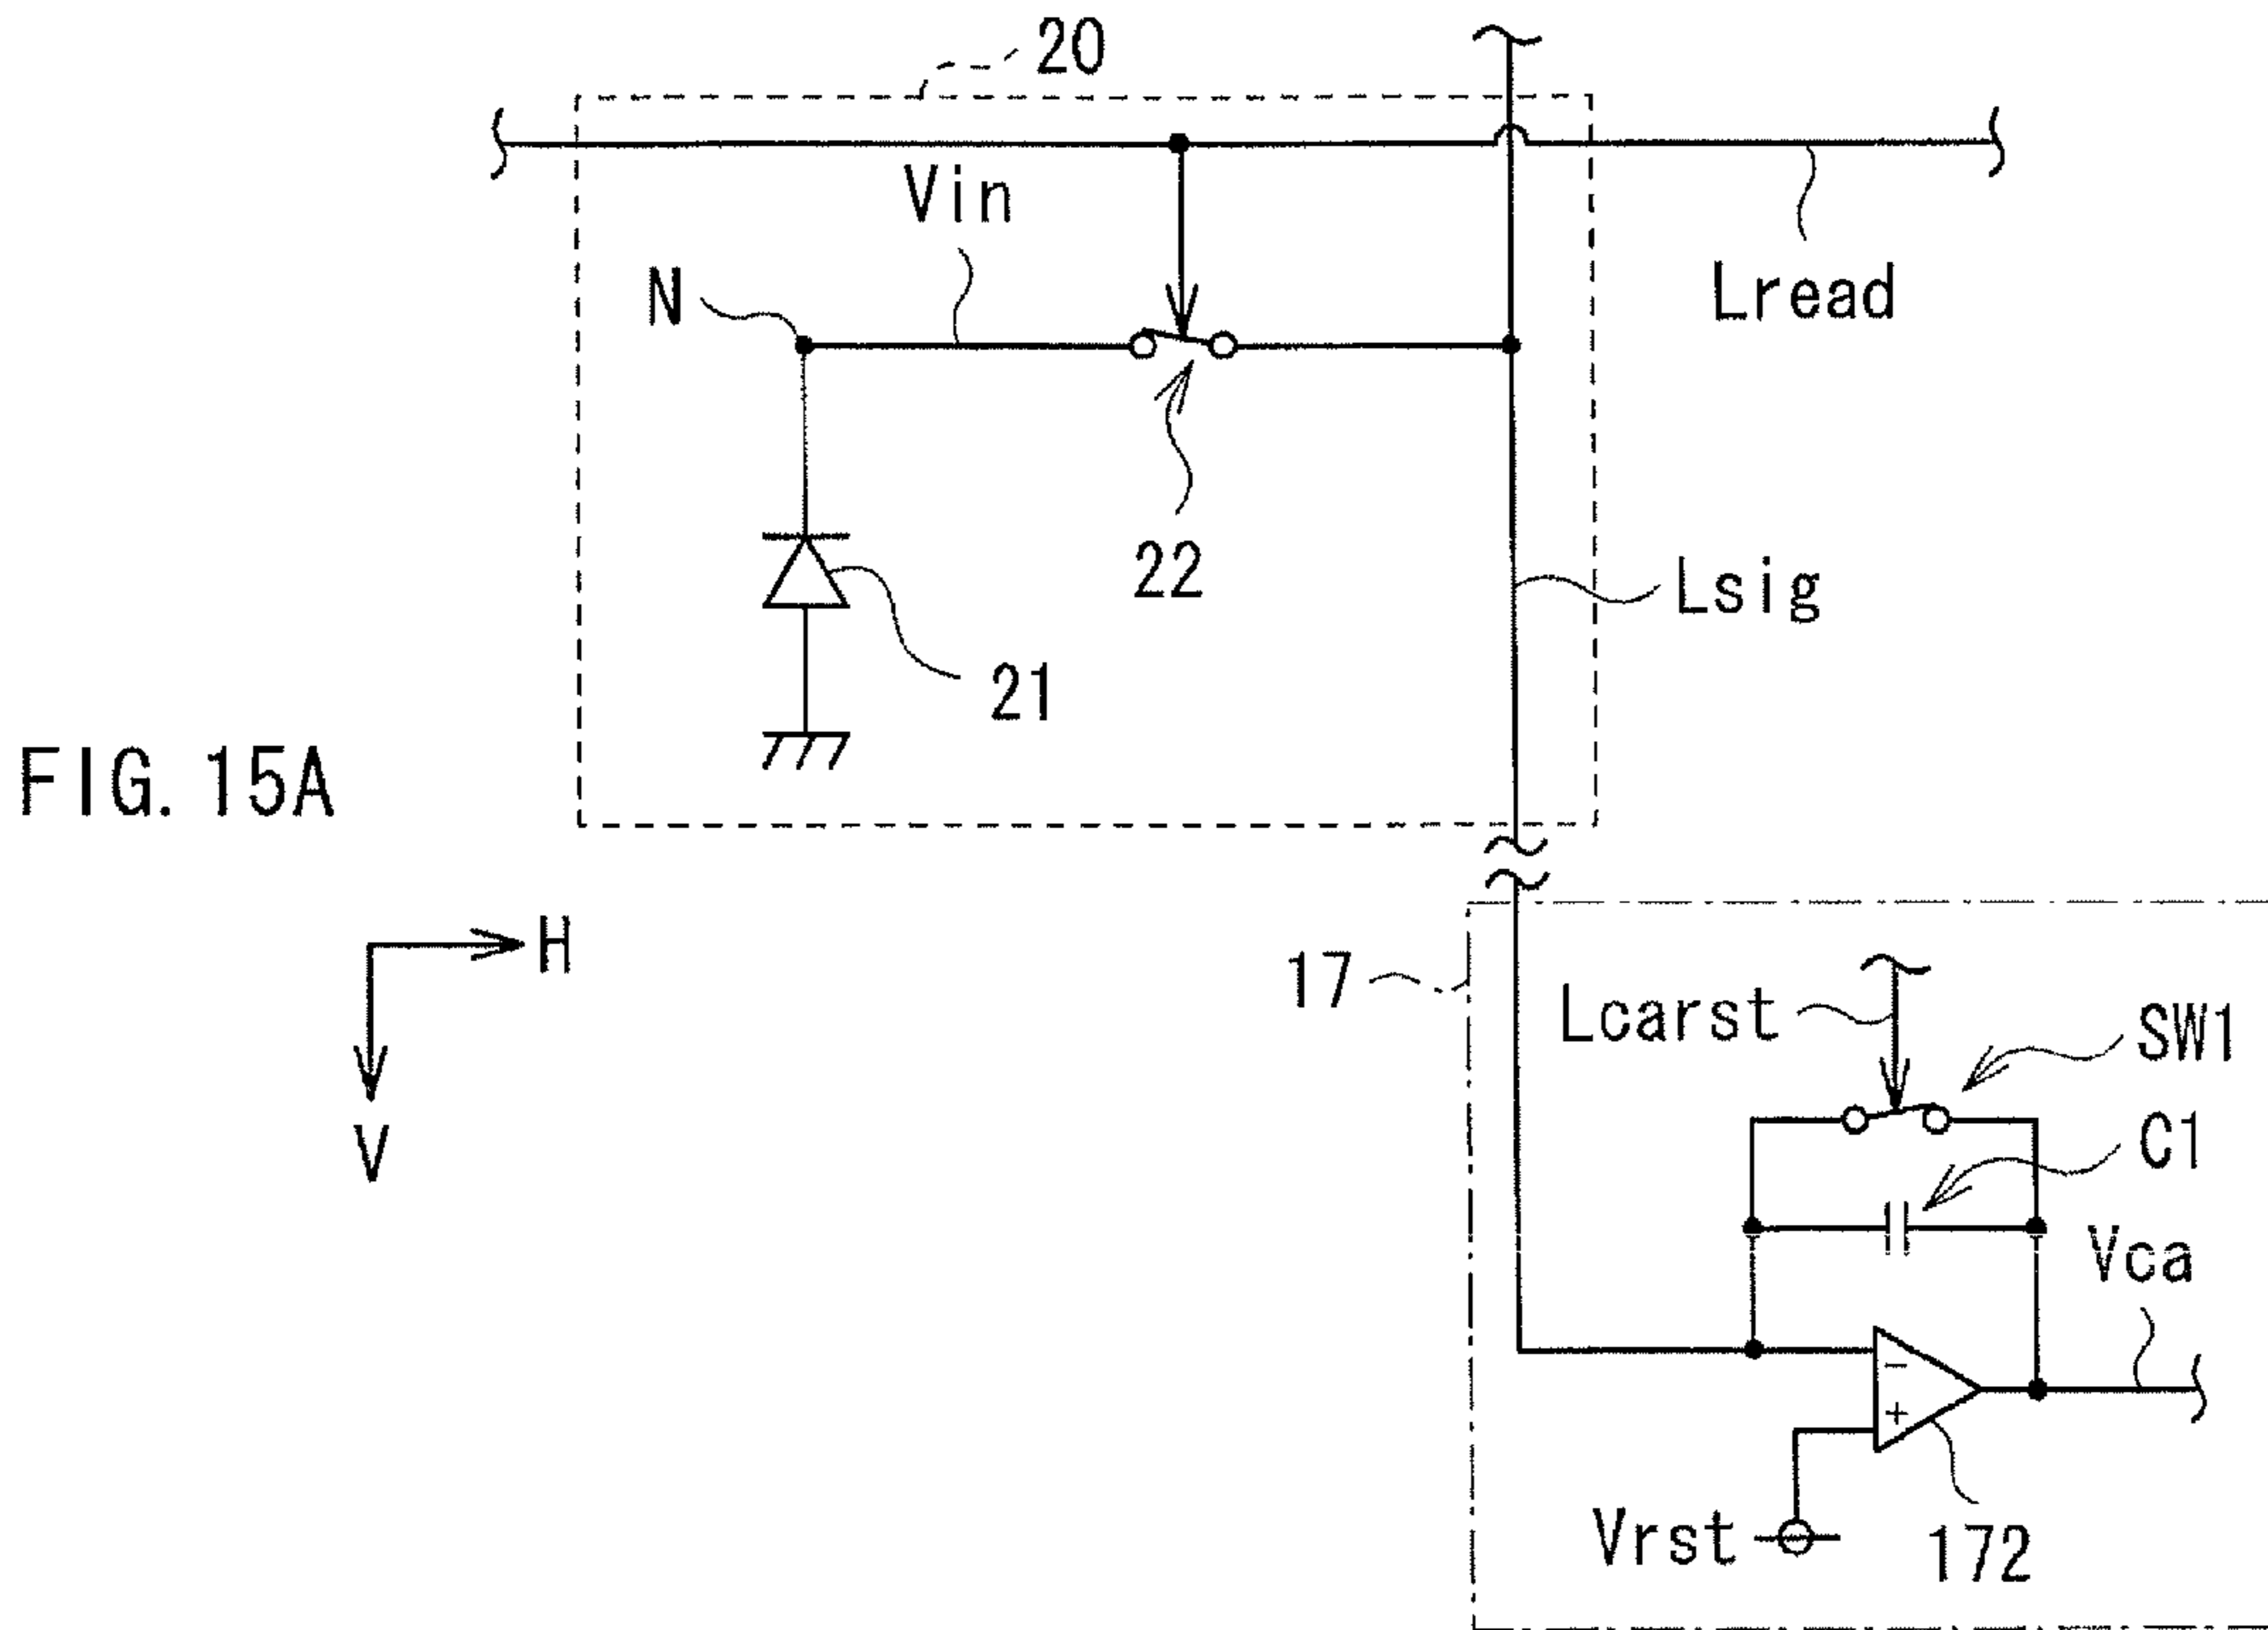 20
Vin
N
Lread
22
Lsig
21
FIG. 15A
H
17
Lcarst
SW1
V
C1
Vca
−
+
Vrst
172